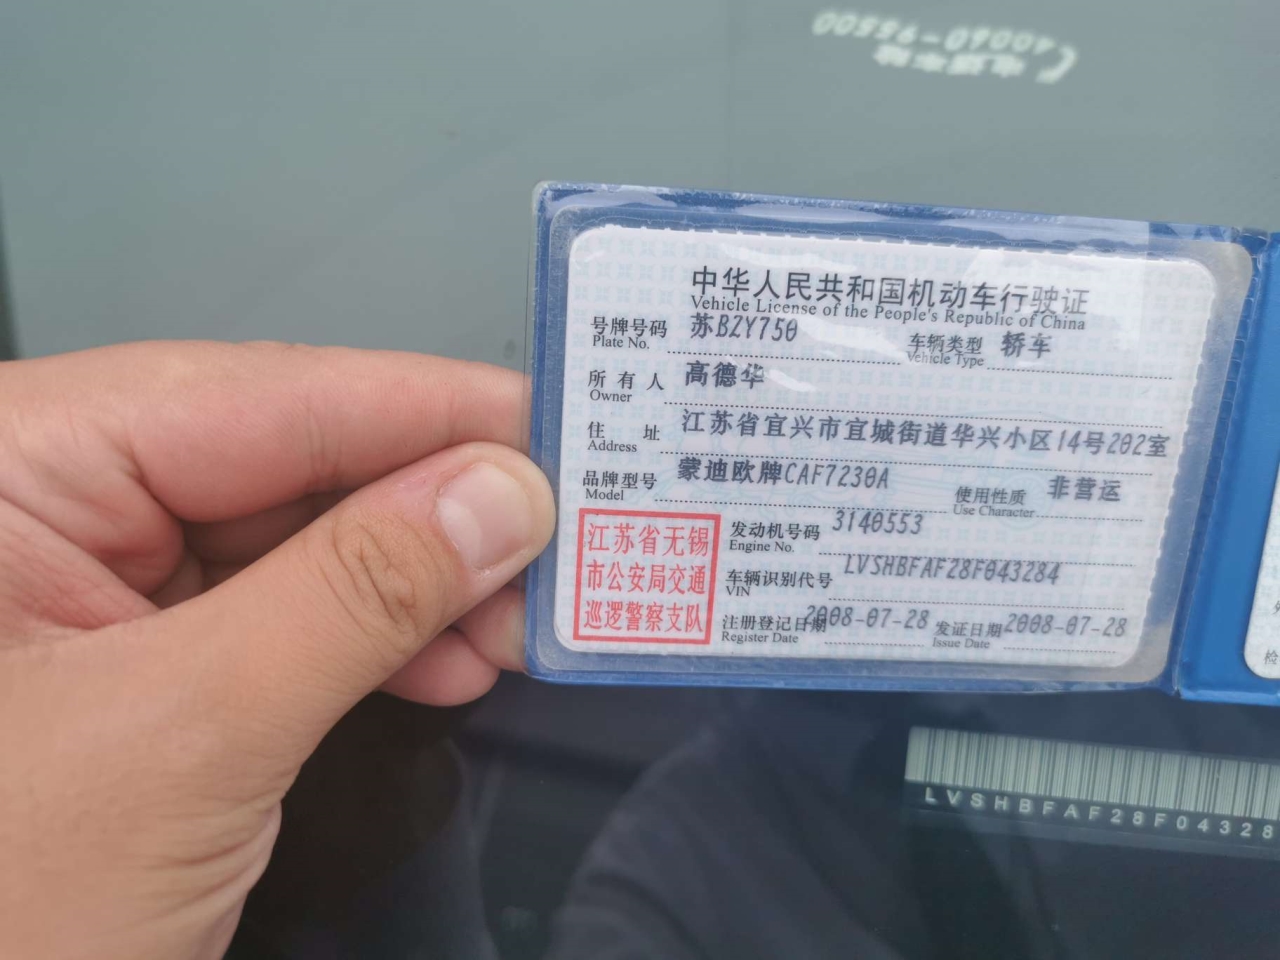 40060-95500
电话车险
中华人民共和国机动车行驶证
Vehicle License of the People's Republic of China
号牌号码 苏BZY750 车辆类型 轿车
Plate No. Vehicle Type
所有人 高德华
Owner
住址 江苏省宜兴市宜城街道华兴小区14号202室
Address
品牌型号 蒙迪欧牌CAF7230A 使用性质 非营运
Model Use Character
江苏省无锡
市公安局交通
巡逻警察支队
发动机号码 3140553
Engine No.
车辆识别代号 LVSHBFAF28F043284
VIN
注册登记日期 2008-07-28 发证日期 2008-07-28
Register Date Issue Date
检
LVSHBFAF28F04328